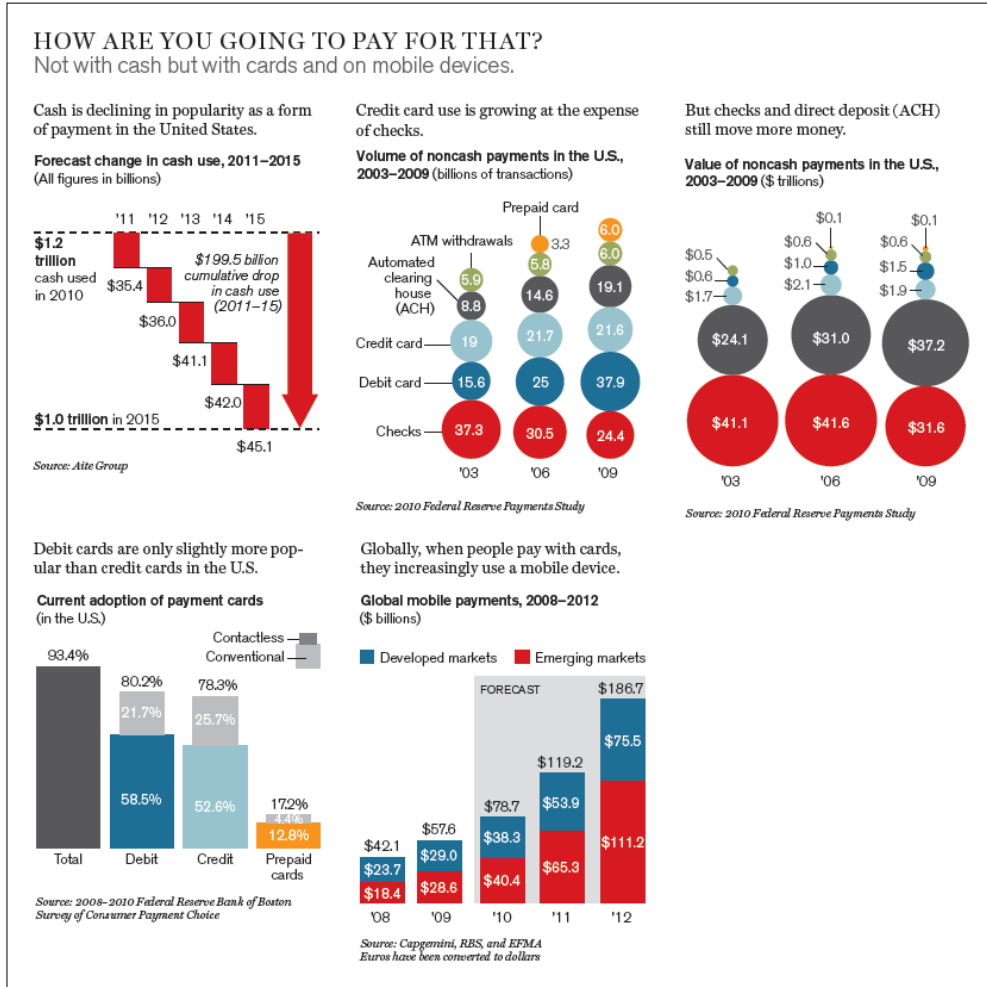 HOW ARE YOU GOING TO PAY FOR THAT?
Not with cash but with cards and on mobile devices.
Cash is declining in popularity as a form
of payment in the United States.
Forecast change in cash use, 2011–2015
(All figures in billions)
'11 '12 '13 '14 '15
$1.2
trillion
cash used
in 2010
$199.5 billion
cumulative drop
in cash use
(2011–15)
$35.4
$36.0
$41.1
$42.0
$45.1
$1.0 trillion in 2015
Source: Aite Group
Credit card use is growing at the expense
of checks.
Volume of noncash payments in the U.S.,
2003–2009 (billions of transactions)
Prepaid card
ATM withdrawals
Automated
clearing
house
(ACH)
Credit card
Debit card
Checks
5.9
8.8
19
15.6
37.3
3.3
5.8
14.6
21.7
25
30.5
6.0
6.0
19.1
21.6
37.9
24.4
'03 '06 '09
Source: 2010 Federal Reserve Payments Study
But checks and direct deposit (ACH)
still move more money.
Value of noncash payments in the U.S.,
2003–2009 ($ trillions)
$0.5
$0.6
$1.7
$24.1
$41.1
$0.1
$0.6
$1.0
$2.1
$31.0
$41.6
$0.1
$0.6
$1.5
$1.9
$37.2
$31.6
'03 '06 '09
Source: 2010 Federal Reserve Payments Study
Debit cards are only slightly more pop-
ular than credit cards in the U.S.
Current adoption of payment cards
(in the U.S.)
Contactless
Conventional
93.4%
80.2%
21.7%
58.5%
78.3%
25.7%
52.6%
17.2%
4.4%
12.8%
Total Debit Credit Prepaid
cards
Source: 2008–2010 Federal Reserve Bank of Boston
Survey of Consumer Payment Choice
Globally, when people pay with cards,
they increasingly use a mobile device.
Global mobile payments, 2008–2012
($ billions)
Developed markets Emerging markets
FORECAST
$42.1
$23.7
$18.4
$57.6
$29.0
$28.6
$78.7
$38.3
$40.4
$119.2
$53.9
$65.3
$186.7
$75.5
$111.2
'08 '09 '10 '11 '12
Source: Capgemini, RBS, and EFMA
Euros have been converted to dollars